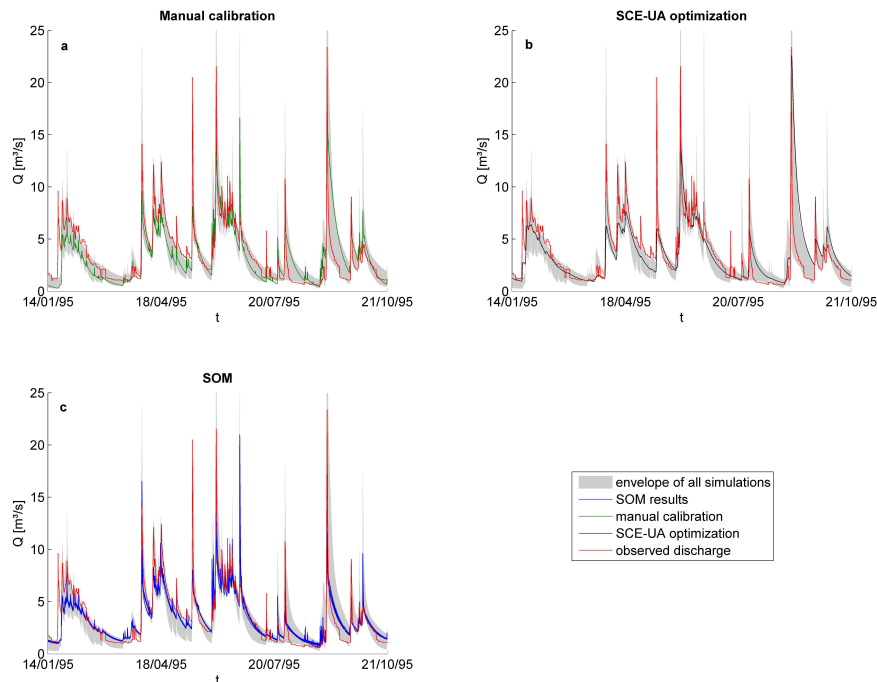 Manual calibration
a
25
20
15
10
5
0
Q [m³/s]
14/01/95 18/04/95 20/07/95 21/10/95
t
SCE-UA optimization
b
25
20
15
10
5
0
Q [m³/s]
14/01/95 18/04/95 20/07/95 21/10/95
t
SOM
c
25
20
15
10
5
0
Q [m³/s]
14/01/95 18/04/95 20/07/95 21/10/95
t
envelope of all simulations
SOM results
manual calibration
SCE-UA optimization
observed discharge